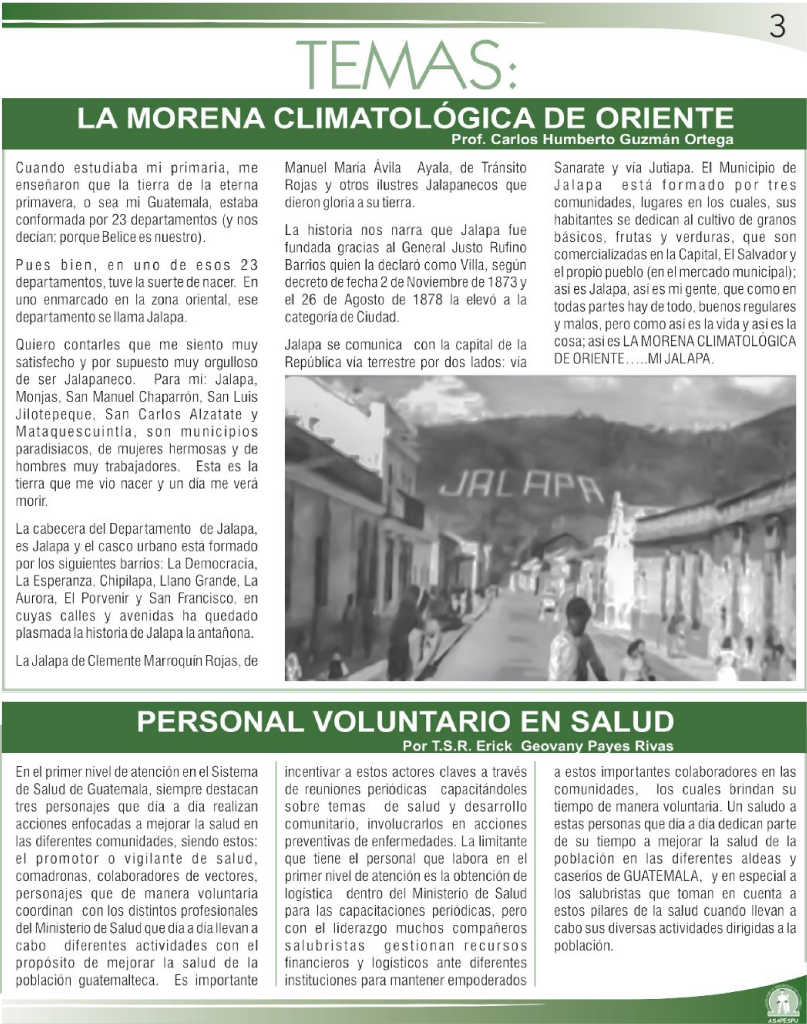 3
TEMAS:
LA MORENA CLIMATOLÓGICA DE ORIENTE
Prof. Carlos Humberto Guzmán Ortega
Cuando estudiaba mi primaria, me
enseñaron que la tierra de la eterna
primavera, o sea mi Guatemala, estaba
conformada por 23 departamentos (y nos
decían: porque Belice es nuestro).
Pues bien, en uno de esos 23
departamentos, tuve la suerte de nacer. En
uno enmarcado en la zona oriental, ese
departamento se llama Jalapa.
Quiero contarles que me siento muy
satisfecho y por supuesto muy orgulloso
de ser Jalapaneco. Para mí: Jalapa,
Monjas, San Manuel Chaparrón, San Luis
Jilotepeque, San Carlos Alzatate y
Mataquescuintla, son municipios
paradisiacos, de mujeres hermosas y de
hombres muy trabajadores. Esta es la
tierra que me vio nacer y un día me verá
morir.
La cabecera del Departamento de Jalapa,
es Jalapa y el casco urbano está formado
por los siguientes barrios: La Democracia,
La Esperanza, Chipilapa, Llano Grande, La
Aurora, El Porvenir y San Francisco, en
cuyas calles y avenidas ha quedado
plasmada la historia de Jalapa la antañona.
La Jalapa de Clemente Marroquín Rojas, de
Manuel María Ávila Ayala, de Tránsito
Rojas y otros ilustres Jalapanecos que
dieron gloria a su tierra.
La historia nos narra que Jalapa fue
fundada gracias al General Justo Rufino
Barrios quien la declaró como Villa, según
decreto de fecha 2 de Noviembre de 1873 y
el 26 de Agosto de 1878 la elevó a la
categoría de Ciudad.
Jalapa se comunica con la capital de la
República vía terrestre por dos lados: vía
Sanarate y vía Jutiapa. El Municipio de
Jalapa está formado por tres
comunidades, lugares en los cuales, sus
habitantes se dedican al cultivo de granos
básicos, frutas y verduras, que son
comercializadas en la Capital, El Salvador y
el propio pueblo (en el mercado municipal);
así es Jalapa, así es mi gente, que como en
todas partes hay de todo, buenos regulares
y malos, pero como así es la vida y así es la
cosa; así es LA MORENA CLIMATOLÓGICA
DE ORIENTE.....MI JALAPA.
JALAPA
PERSONAL VOLUNTARIO EN SALUD
Por T.S.R. Erick Geovany Payes Rivas
En el primer nivel de atención en el Sistema
de Salud de Guatemala, siempre destacan
tres personajes que día a día realizan
acciones enfocadas a mejorar la salud en
las diferentes comunidades, siendo estos:
el promotor o vigilante de salud,
comadronas, colaboradores de vectores,
personajes que de manera voluntaria
coordinan con los distintos profesionales
del Ministerio de Salud que día a día llevan a
cabo diferentes actividades con el
propósito de mejorar la salud de la
población guatemalteca. Es importante
incentivar a estos actores claves a través
de reuniones periódicas capacitándoles
sobre temas de salud y desarrollo
comunitario, involucrarlos en acciones
preventivas de enfermedades. La limitante
que tiene el personal que labora en el
primer nivel de atención es la obtención de
logística dentro del Ministerio de Salud
para las capacitaciones periódicas, pero
con el liderazgo muchos compañeros
salubristas gestionan recursos
financieros y logísticos ante diferentes
instituciones para mantener empoderados
a estos importantes colaboradores en las
comunidades, los cuales brindan su
tiempo de manera voluntaria. Un saludo a
estas personas que día a día dedican parte
de su tiempo a mejorar la salud de la
población en las diferentes aldeas y
caseríos de GUATEMALA, y en especial a
los salubristas que toman en cuenta a
estos pilares de la salud cuando llevan a
cabo sus diversas actividades dirigidas a la
población.
ASAPESPU